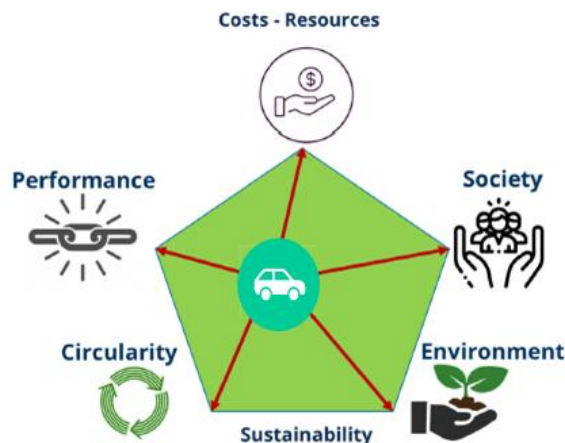 Costs - Resources
Performance
Society
$
Circularity
Environment
Sustainability